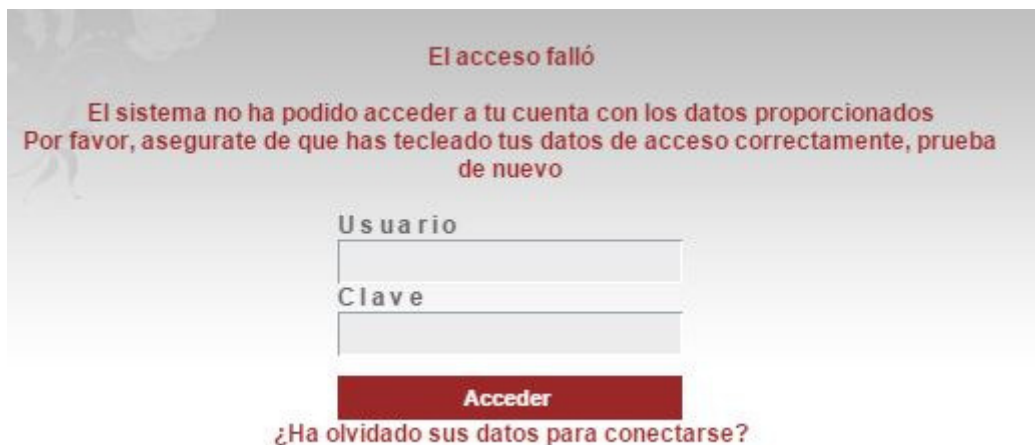 El acceso falló
El sistema no ha podido acceder a tu cuenta con los datos proporcionados
Por favor, asegurate de que has tecleado tus datos de acceso correctamente, prueba
de nuevo
Usuario
Clave
Acceder
¿Ha olvidado sus datos para conectarse?